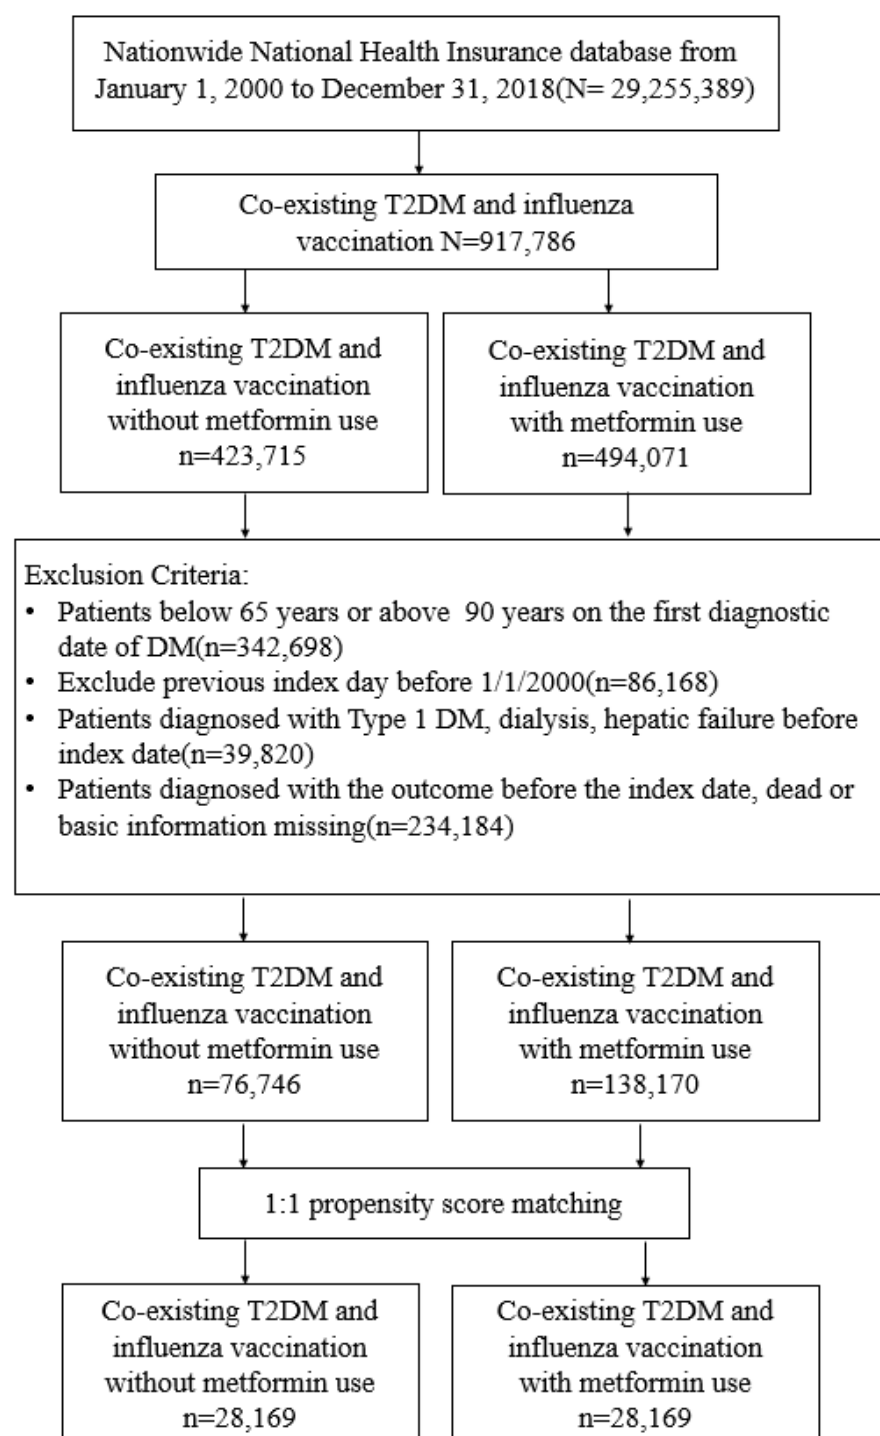 Nationwide National Health Insurance database from
January 1, 2000 to December 31, 2018(N= 29,255,389)
Co-existing T2DM and influenza
vaccination N=917,786
Co-existing T2DM and
influenza vaccination
without metformin use
n=423,715
Co-existing T2DM and
influenza vaccination
with metformin use
n=494,071
Exclusion Criteria:
• Patients below 65 years or above  90 years on the first diagnostic
date of DM(n=342,698)
• Exclude previous index day before 1/1/2000(n=86,168)
• Patients diagnosed with Type 1 DM, dialysis, hepatic failure before
index date(n=39,820)
• Patients diagnosed with the outcome before the index date, dead or
basic information missing(n=234,184)
Co-existing T2DM and
influenza vaccination
without metformin use
n=76,746
Co-existing T2DM and
influenza vaccination
with metformin use
n=138,170
1:1 propensity score matching
Co-existing T2DM and
influenza vaccination
without metformin use
n=28,169
Co-existing T2DM and
influenza vaccination
with metformin use
n=28,169